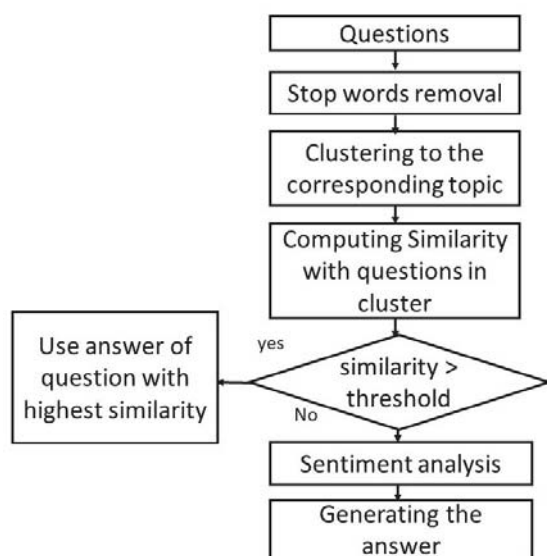 Questions
Stop words removal
Clustering to the
corresponding topic
Computing Similarity
with questions in
cluster
yes
Use answer of
question with
highest similarity
similarity >
threshold
No
Sentiment analysis
Generating the
answer